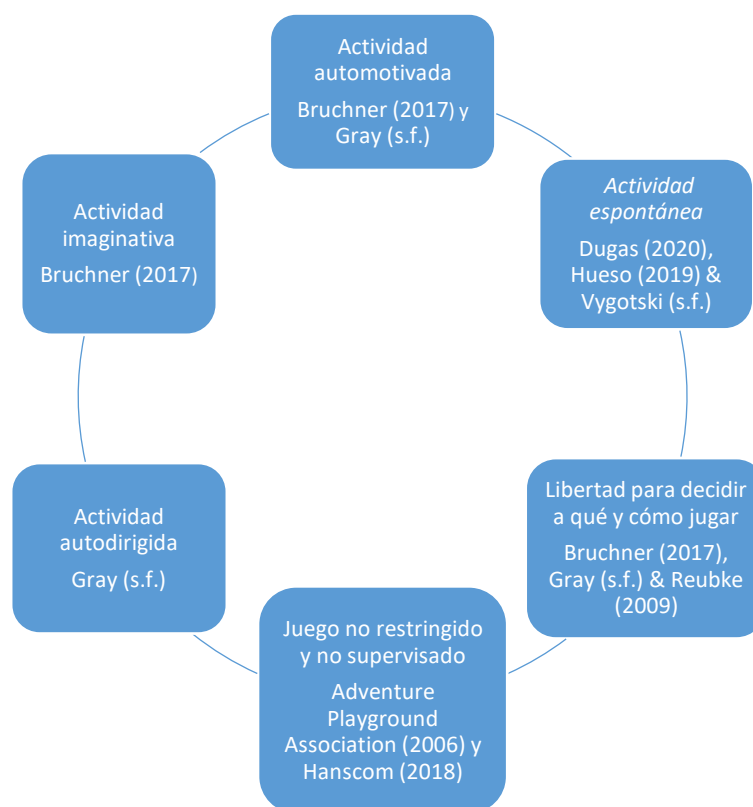 Actividad
automotivada
Bruchner (2017) y
Gray (s.f.)
Actividad
espontánea
Dugas (2020),
Hueso (2019) &
Vygotski (s.f.)
Libertad para decidir
a qué y cómo jugar
Bruchner (2017),
Gray (s.f.) & Reubke
(2009)
Juego no restringido
y no supervisado
Adventure
Playground
Association (2006) y
Hanscom (2018)
Actividad
autodirigida
Gray (s.f.)
Actividad
imaginativa
Bruchner (2017)